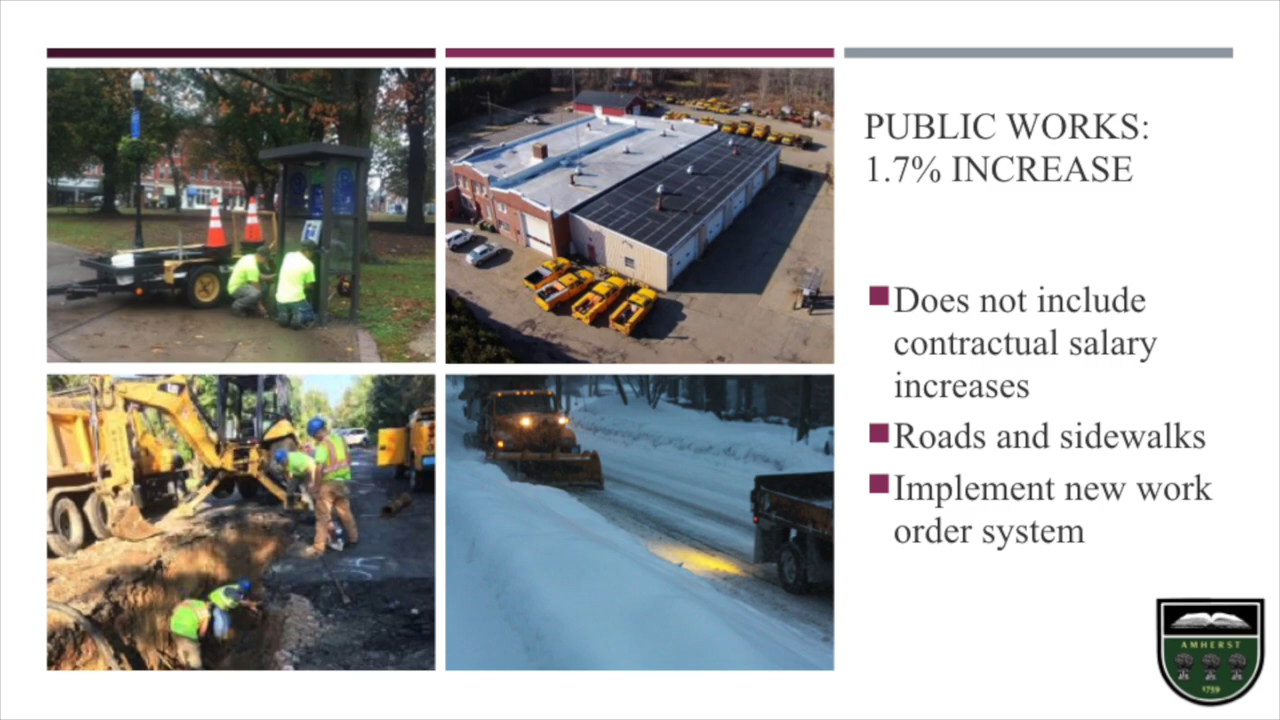 PUBLIC WORKS:
1.7% INCREASE
Does not include
contractual salary
increases
Roads and sidewalks
Implement new work
order system
AMHERST
1759